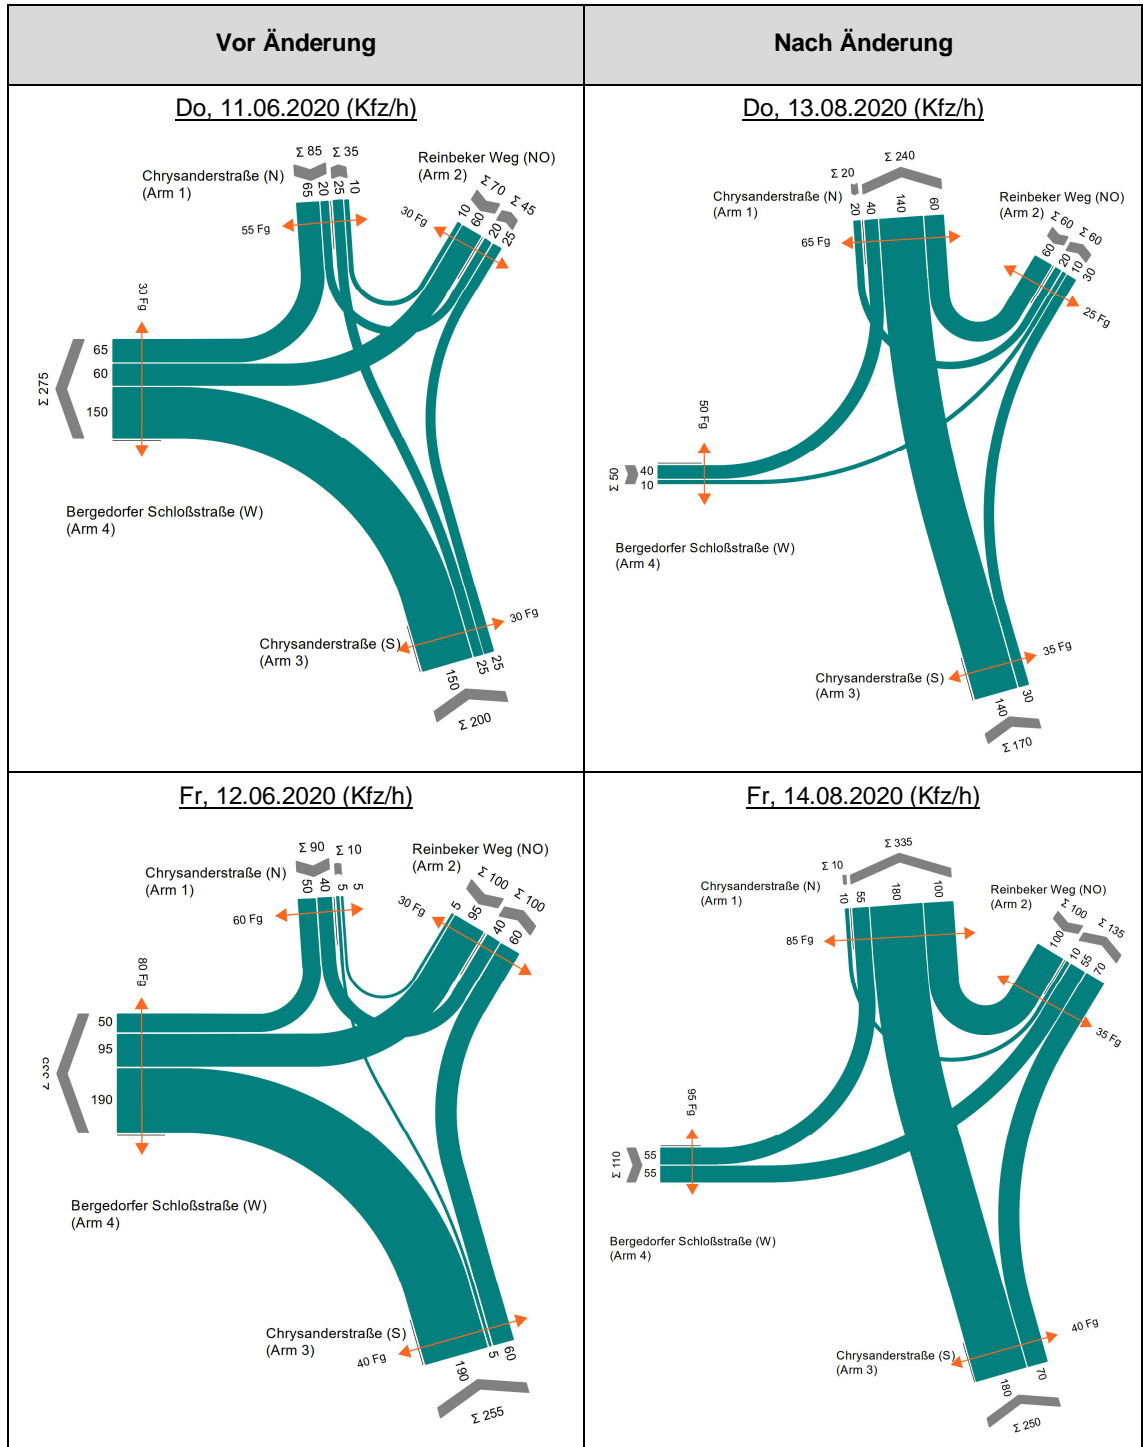 Vor Änderung
Nach Änderung
Do, 11.06.2020 (Kfz/h)
Σ 85
Σ 35
Chrysanderstraße (N)
(Arm 1)
Reinbeker Weg (NO)
(Arm 2)
Σ 70
Σ 45
65
20
25
10
10
60
20
25
55 Fg
30 Fg
30 Fg
65
60
150
Σ 275
Bergedorfer Schloßstraße (W)
(Arm 4)
Chrysanderstraße (S)
(Arm 3)
30 Fg
150
25
25
Σ 200
Do, 13.08.2020 (Kfz/h)
Σ 20
Σ 240
Chrysanderstraße (N)
(Arm 1)
Reinbeker Weg (NO)
(Arm 2)
Σ 60
Σ 60
20
40
140
60
60
20
10
30
65 Fg
25 Fg
50 Fg
40
10
Σ 50
Bergedorfer Schloßstraße (W)
(Arm 4)
Chrysanderstraße (S)
(Arm 3)
35 Fg
140
30
Σ 170
Fr, 12.06.2020 (Kfz/h)
Σ 90
Σ 10
Chrysanderstraße (N)
(Arm 1)
Reinbeker Weg (NO)
(Arm 2)
Σ 100
Σ 100
50
40
5
5
5
95
40
60
60 Fg
30 Fg
80 Fg
50
95
190
Σ 335
Bergedorfer Schloßstraße (W)
(Arm 4)
Chrysanderstraße (S)
(Arm 3)
40 Fg
190
5
60
Σ 255
Fr, 14.08.2020 (Kfz/h)
Σ 10
Σ 335
Chrysanderstraße (N)
(Arm 1)
Reinbeker Weg (NO)
(Arm 2)
Σ 100
Σ 135
10
55
180
100
100
10
55
70
85 Fg
35 Fg
95 Fg
55
55
Σ 110
Bergedorfer Schloßstraße (W)
(Arm 4)
Chrysanderstraße (S)
(Arm 3)
40 Fg
180
70
Σ 250